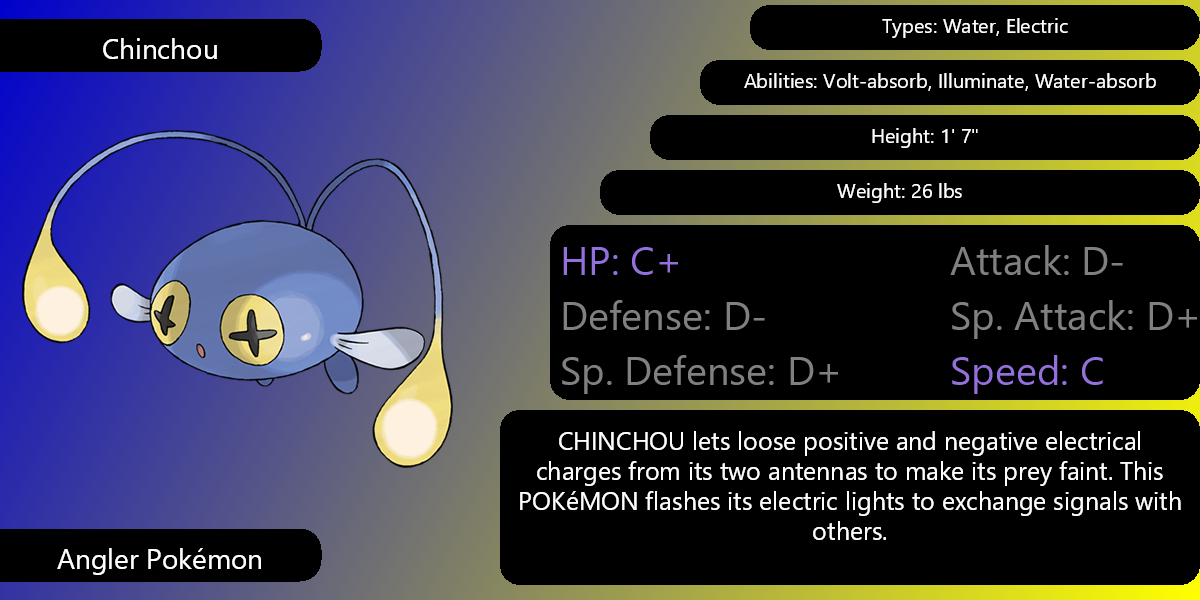 Chinchou
Types: Water, Electric
Abilities: Volt-absorb, Illuminate, Water-absorb
Height: 1' 7"
Weight: 26 lbs
HP: C+ Attack: D-
Defense: D- Sp. Attack: D+
Sp. Defense: D+ Speed: C
CHINCHOU lets loose positive and negative electrical
charges from its two antennas to make its prey faint. This
POKéMON flashes its electric lights to exchange signals with
others.
Angler Pokémon